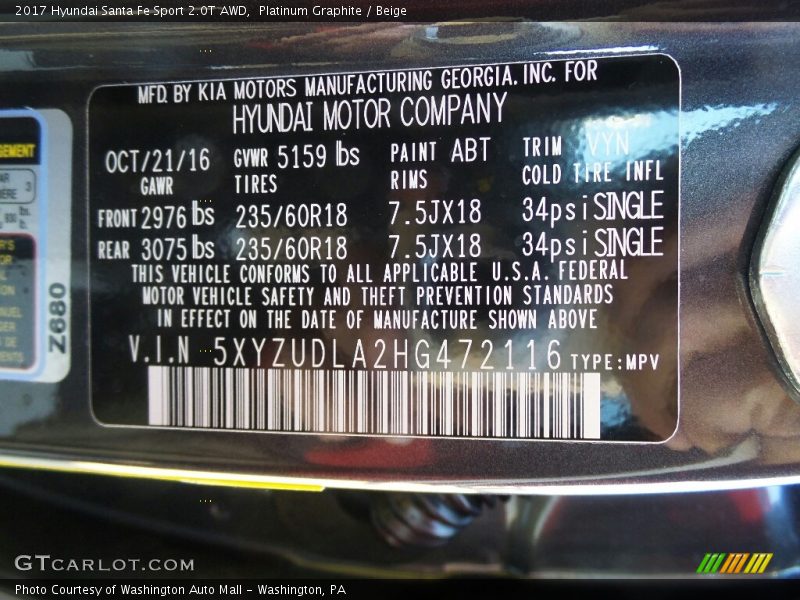 2017 Hyundai Santa Fe Sport 2.0T AWD, Platinum Graphite / Beige
MFD. BY KIA MOTORS MANUFACTURING GEORGIA. INC. FOR
HYUNDAI MOTOR COMPANY
OCT/21/16 GVWR 5159 lbs PAINT ABT TRIM VYN
GAWR TIRES RIMS COLD TIRE INFL
FRONT 2976 lbs 235/60R18 7.5JX18 34psi SINGLE
REAR 3075 lbs 235/60R18 7.5JX18 34psi SINGLE
THIS VEHICLE CONFORMS TO ALL APPLICABLE U.S.A. FEDERAL
MOTOR VEHICLE SAFETY AND THEFT PREVENTION STANDARDS
IN EFFECT ON THE DATE OF MANUFACTURE SHOWN ABOVE
V.I.N 5XYZUDLA2HG472116 TYPE:MPV
Z680
GTCARLOT.COM
Photo Courtesy of Washington Auto Mall - Washington, PA